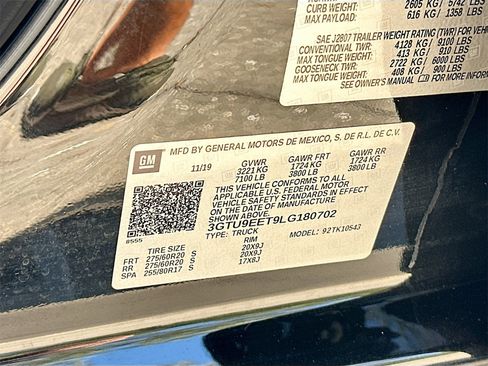 CURB WEIGHT: 2605 KG / 5742 LBS
MAX PAYLOAD: 616 KG / 1358 LBS
SAE J2807 TRAILER WEIGHT RATING (TWR) FOR
CONVENTIONAL TWR: 4128 KG / 9100 LBS
MAX TONGUE WEIGHT: 413 KG / 910 LBS
GOOSENECK TWR: 2722 KG / 6000 LBS
MAX TONGUE WEIGHT: 408 KG / 900 LBS
SEE OWNER'S MANUAL FOR MORE INFOR
GM
MFD BY GENERAL MOTORS DE MEXICO, S. DE R.L. DE C.V.
11/19 GVWR GAWR FRT GAWR RR
3221 KG 1724 KG 1724 KG
7100 LB 3800 LB 3800 LB
THIS VEHICLE CONFORMS TO ALL
APPLICABLE U.S. FEDERAL MOTOR
VEHICLE SAFETY STANDARDS IN EFFECT
ON THE DATE OF MANUFACTURE
SHOWN ABOVE.
3GTU9EET9LG180702
TYPE: TRUCK MODEL: 92TK10543
8555
TIRE SIZE RIM
FRT 275/60R20 S 20X9J
RR 275/60R20 S 20X9J
SPA 255/80R17 S 17X8J